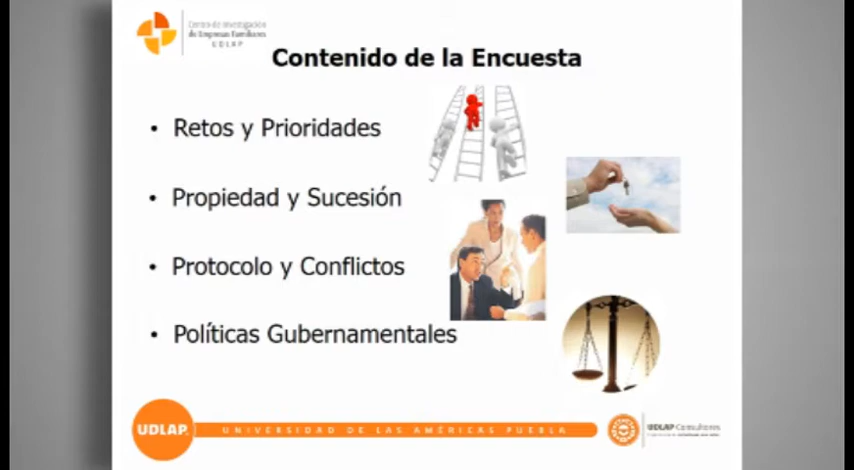 Centro de Investigación
de Empresas Familiares
UDLAP
Contenido de la Encuesta
• Retos y Prioridades
• Propiedad y Sucesión
• Protocolo y Conflictos
• Políticas Gubernamentales
UDLAP
UNIVERSIDAD DE LAS AMÉRICAS PUEBLA
UDLAP Consultores